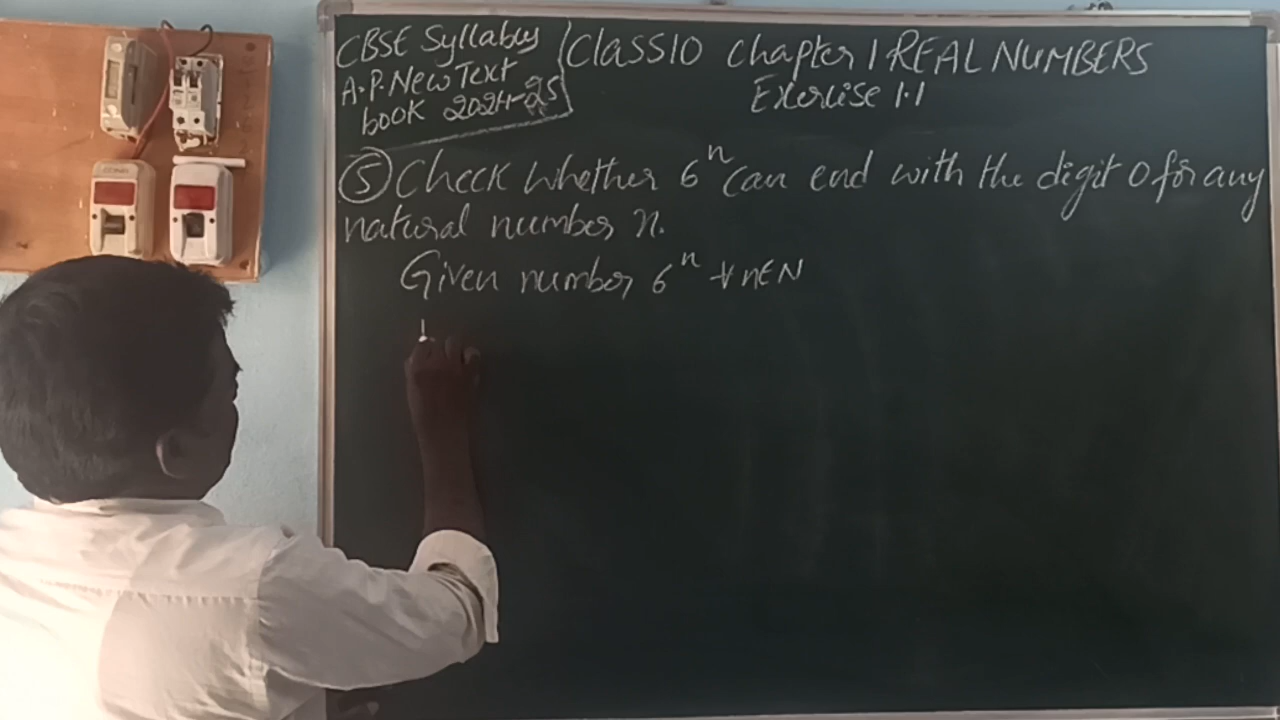 CBSE Syllabus
A.P. New Text
book 2024-25
Class10 Chapter 1 REAL NUMBERS
Exercise 1.1
⑤ Check whether 6ⁿ can end with the digit 0 for any
natural number n.
Given number 6ⁿ ∀ n∈N